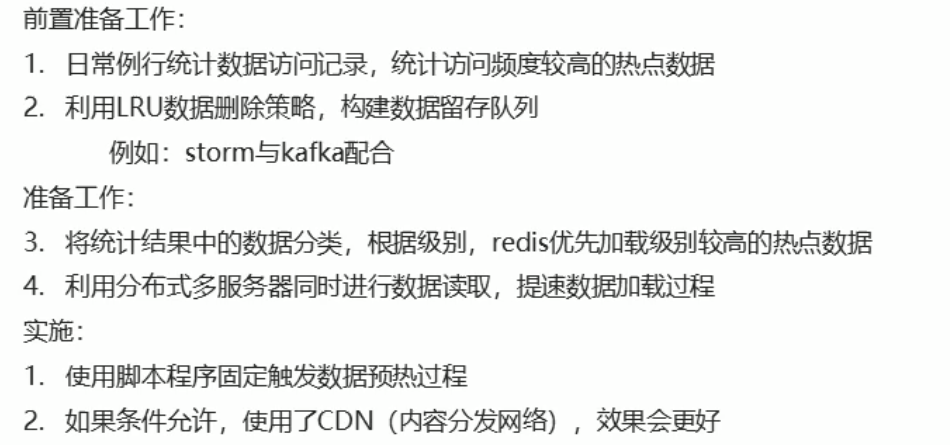 前置准备工作：
1. 日常例行统计数据访问记录，统计访问频度较高的热点数据
2. 利用LRU数据删除策略，构建数据留存队列
例如：storm与kafka配合
准备工作：
3. 将统计结果中的数据分类，根据级别，redis优先加载级别较高的热点数据
4. 利用分布式多服务器同时进行数据读取，提速数据加载过程
实施：
1. 使用脚本程序固定触发数据预热过程
2. 如果条件允许，使用了CDN（内容分发网络），效果会更好